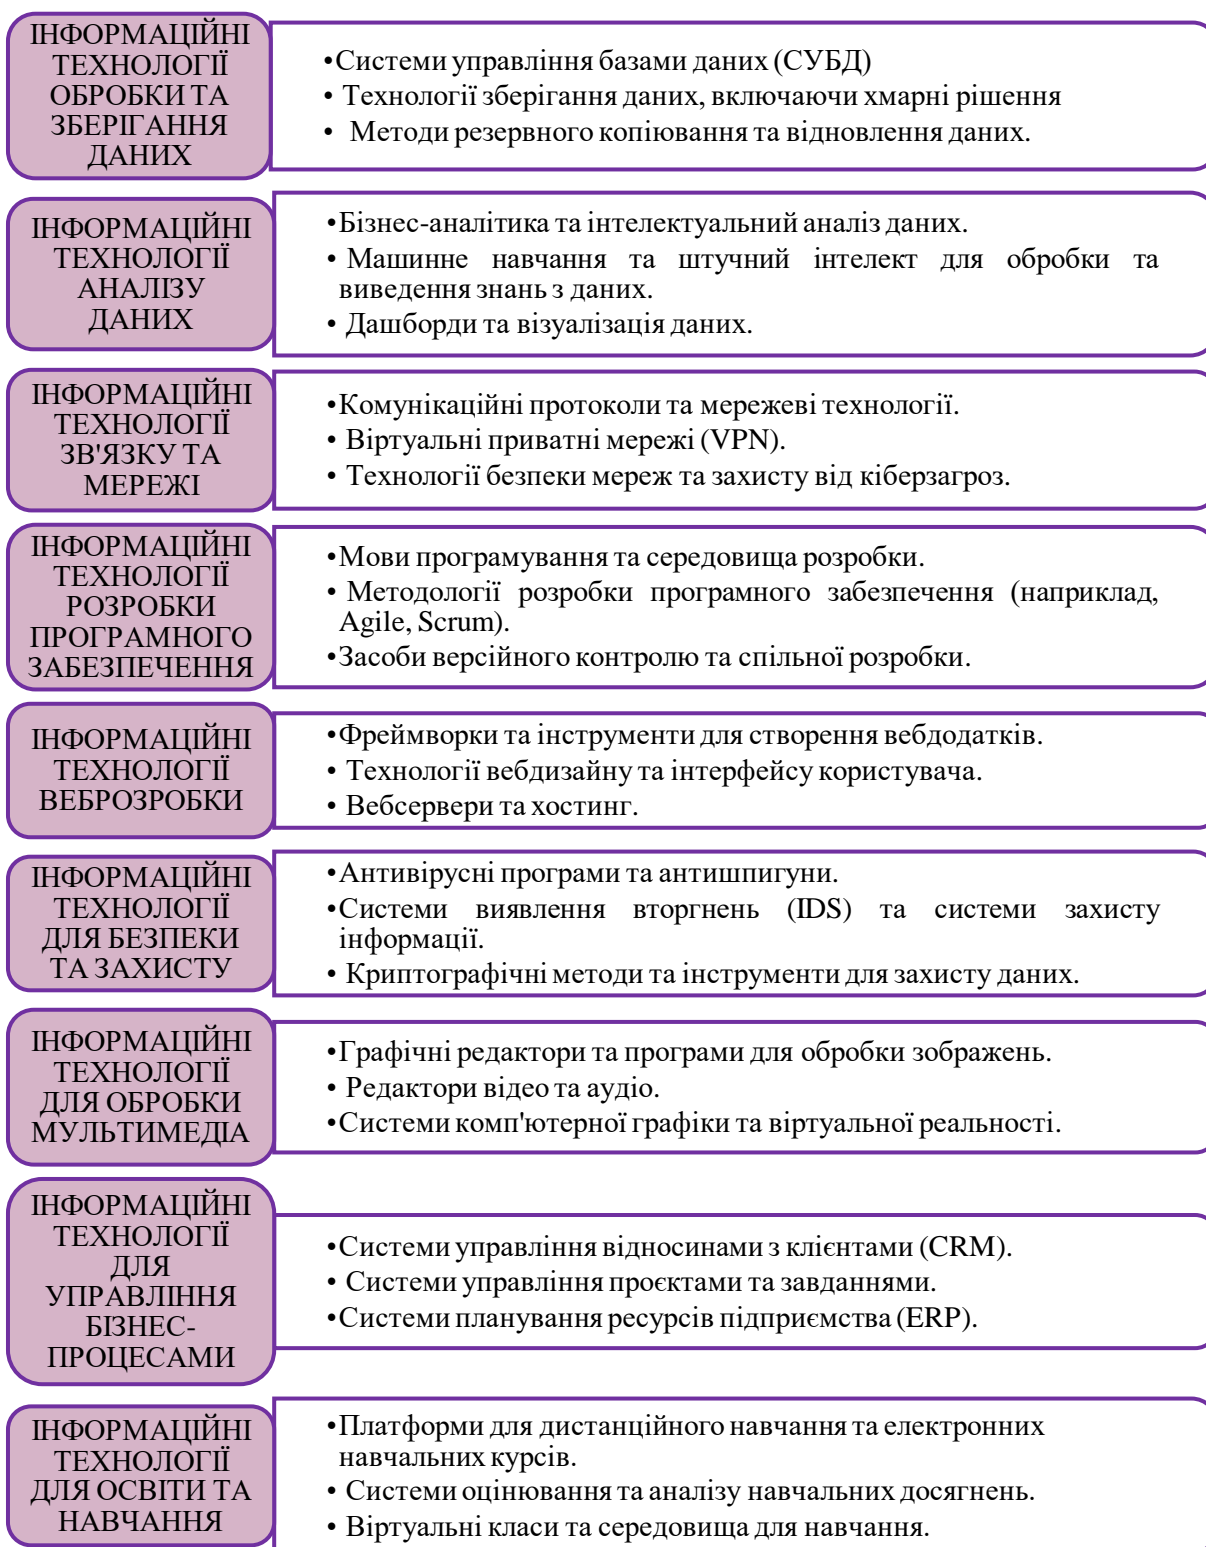 ІНФОРМАЦІЙНІ
ТЕХНОЛОГІЇ
ОБРОБКИ ТА
ЗБЕРІГАННЯ
ДАНИХ
•Системи управління базами даних (СУБД)
• Технології зберігання даних, включаючи хмарні рішення
• Методи резервного копіювання та відновлення даних.
ІНФОРМАЦІЙНІ
ТЕХНОЛОГІЇ
АНАЛІЗУ
ДАНИХ
•Бізнес-аналітика та інтелектуальний аналіз даних.
• Машинне навчання та штучний інтелект для обробки та
виведення знань з даних.
• Дашборди та візуалізація даних.
ІНФОРМАЦІЙНІ
ТЕХНОЛОГІЇ
ЗВ'ЯЗКУ ТА
МЕРЕЖІ
•Комунікаційні протоколи та мережеві технології.
• Віртуальні приватні мережі (VPN).
• Технології безпеки мереж та захисту від кіберзагроз.
ІНФОРМАЦІЙНІ
ТЕХНОЛОГІЇ
РОЗРОБКИ
ПРОГРАМНОГО
ЗАБЕЗПЕЧЕННЯ
•Мови програмування та середовища розробки.
• Методології розробки програмного забезпечення (наприклад,
Agile, Scrum).
•Засоби версійного контролю та спільної розробки.
ІНФОРМАЦІЙНІ
ТЕХНОЛОГІЇ
ВЕБРОЗРОБКИ
•Фреймворки та інструменти для створення вебдодатків.
• Технології вебдизайну та інтерфейсу користувача.
• Вебсервери та хостинг.
ІНФОРМАЦІЙНІ
ТЕХНОЛОГІЇ
ДЛЯ БЕЗПЕКИ
ТА ЗАХИСТУ
•Антивірусні програми та антишпигуни.
•Системи виявлення вторгнень (IDS) та системи захисту
інформації.
• Криптографічні методи та інструменти для захисту даних.
ІНФОРМАЦІЙНІ
ТЕХНОЛОГІЇ
ДЛЯ ОБРОБКИ
МУЛЬТИМЕДІА
•Графічні редактори та програми для обробки зображень.
• Редактори відео та аудіо.
•Системи комп'ютерної графіки та віртуальної реальності.
ІНФОРМАЦІЙНІ
ТЕХНОЛОГІЇ
ДЛЯ
УПРАВЛІННЯ
БІЗНЕС-
ПРОЦЕСАМИ
•Системи управління відносинами з клієнтами (CRM).
• Системи управління проєктами та завданнями.
•Системи планування ресурсів підприємства (ERP).
ІНФОРМАЦІЙНІ
ТЕХНОЛОГІЇ
ДЛЯ ОСВІТИ ТА
НАВЧАННЯ
•Платформи для дистанційного навчання та електронних
навчальних курсів.
• Системи оцінювання та аналізу навчальних досягнень.
• Віртуальні класи та середовища для навчання.